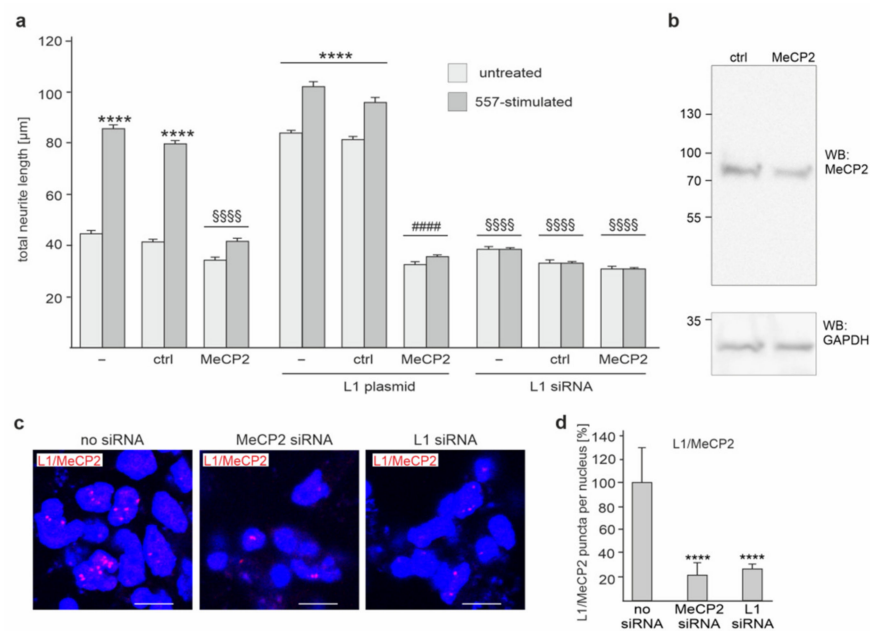 a
120
100
80
60
40
20
total neurite length [µm]
**** **** §§§§ **** #### §§§§ §§§§ §§§§
untreated
557-stimulated
– ctrl MeCP2 – ctrl MeCP2 – ctrl MeCP2
L1 plasmid L1 siRNA
b
ctrl MeCP2
130
100
70
55
WB:
MeCP2
35
WB:
GAPDH
c
no siRNA MeCP2 siRNA L1 siRNA
L1/MeCP2 L1/MeCP2 L1/MeCP2
d
L1/MeCP2
140
120
100
80
60
40
20
L1/MeCP2 puncta per nucleus [%]
**** ****
no siRNA
MeCP2 siRNA
L1 siRNA